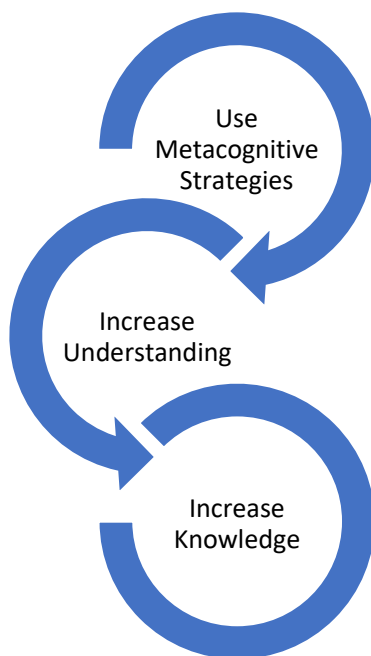 Use
Metacognitive
Strategies
Increase
Understanding
Increase
Knowledge